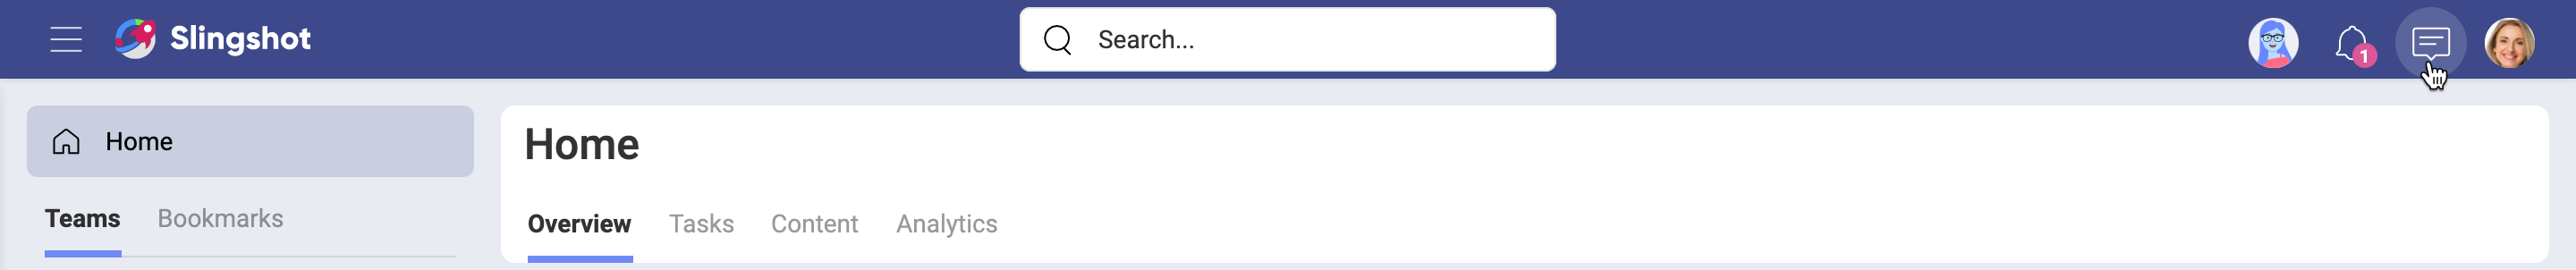 Slingshot
Search...
1
Home
Home
Teams
Bookmarks
Overview
Tasks
Content
Analytics